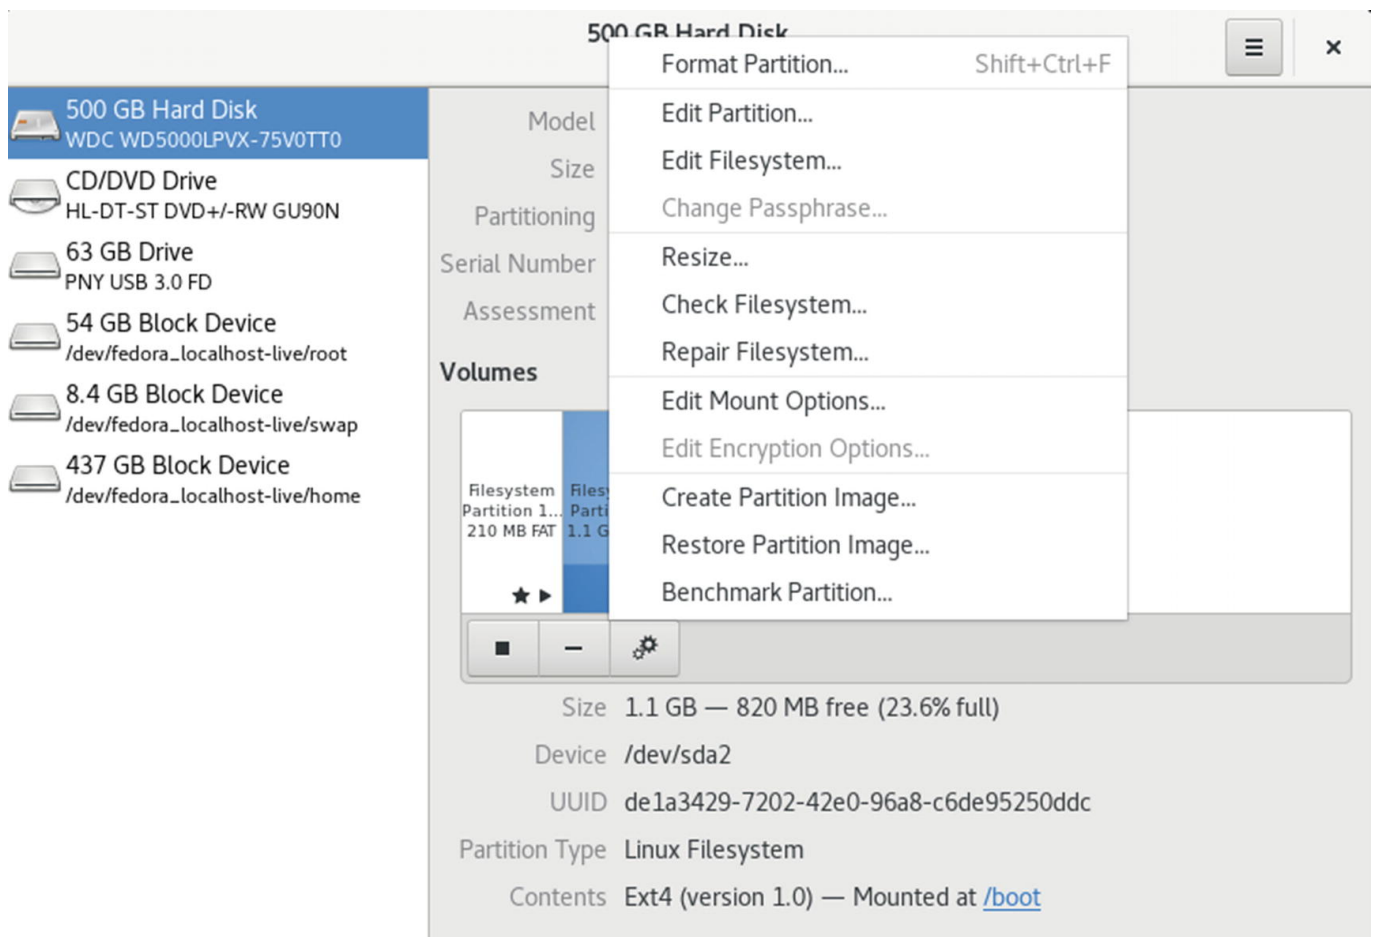 500 GB Hard Disk
500 GB Hard Disk
WDC WD5000LPVX-75V0TT0
CD/DVD Drive
HL-DT-ST DVD+/-RW GU90N
63 GB Drive
PNY USB 3.0 FD
54 GB Block Device
/dev/fedora_localhost-live/root
8.4 GB Block Device
/dev/fedora_localhost-live/swap
437 GB Block Device
/dev/fedora_localhost-live/home
Model
Size
Partitioning
Serial Number
Assessment
Volumes
Format Partition... Shift+Ctrl+F
Edit Partition...
Edit Filesystem...
Change Passphrase...
Resize...
Check Filesystem...
Repair Filesystem...
Edit Mount Options...
Edit Encryption Options...
Create Partition Image...
Restore Partition Image...
Benchmark Partition...
Filesystem
Partition 1...
210 MB FAT
Files
Parti
1.1 G
Size 1.1 GB — 820 MB free (23.6% full)
Device /dev/sda2
UUID de1a3429-7202-42e0-96a8-c6de95250ddc
Partition Type Linux Filesystem
Contents Ext4 (version 1.0) — Mounted at /boot